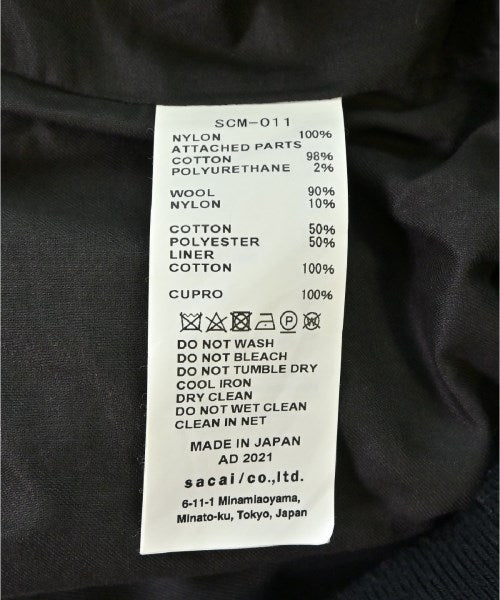 SCM-011
NYLON 100%
ATTACHED PARTS
COTTON 98%
POLYURETHANE 2%
WOOL 90%
NYLON 10%
COTTON 50%
POLYESTER 50%
LINER
COTTON 100%
CUPRO 100%
P W
DO NOT WASH
DO NOT BLEACH
DO NOT TUMBLE DRY
COOL IRON
DRY CLEAN
DO NOT WET CLEAN
CLEAN IN NET
MADE IN JAPAN
AD 2021
sacai/co.,ltd.
6-11-1 Minamiaoyama,
Minato-ku, Tokyo, Japan